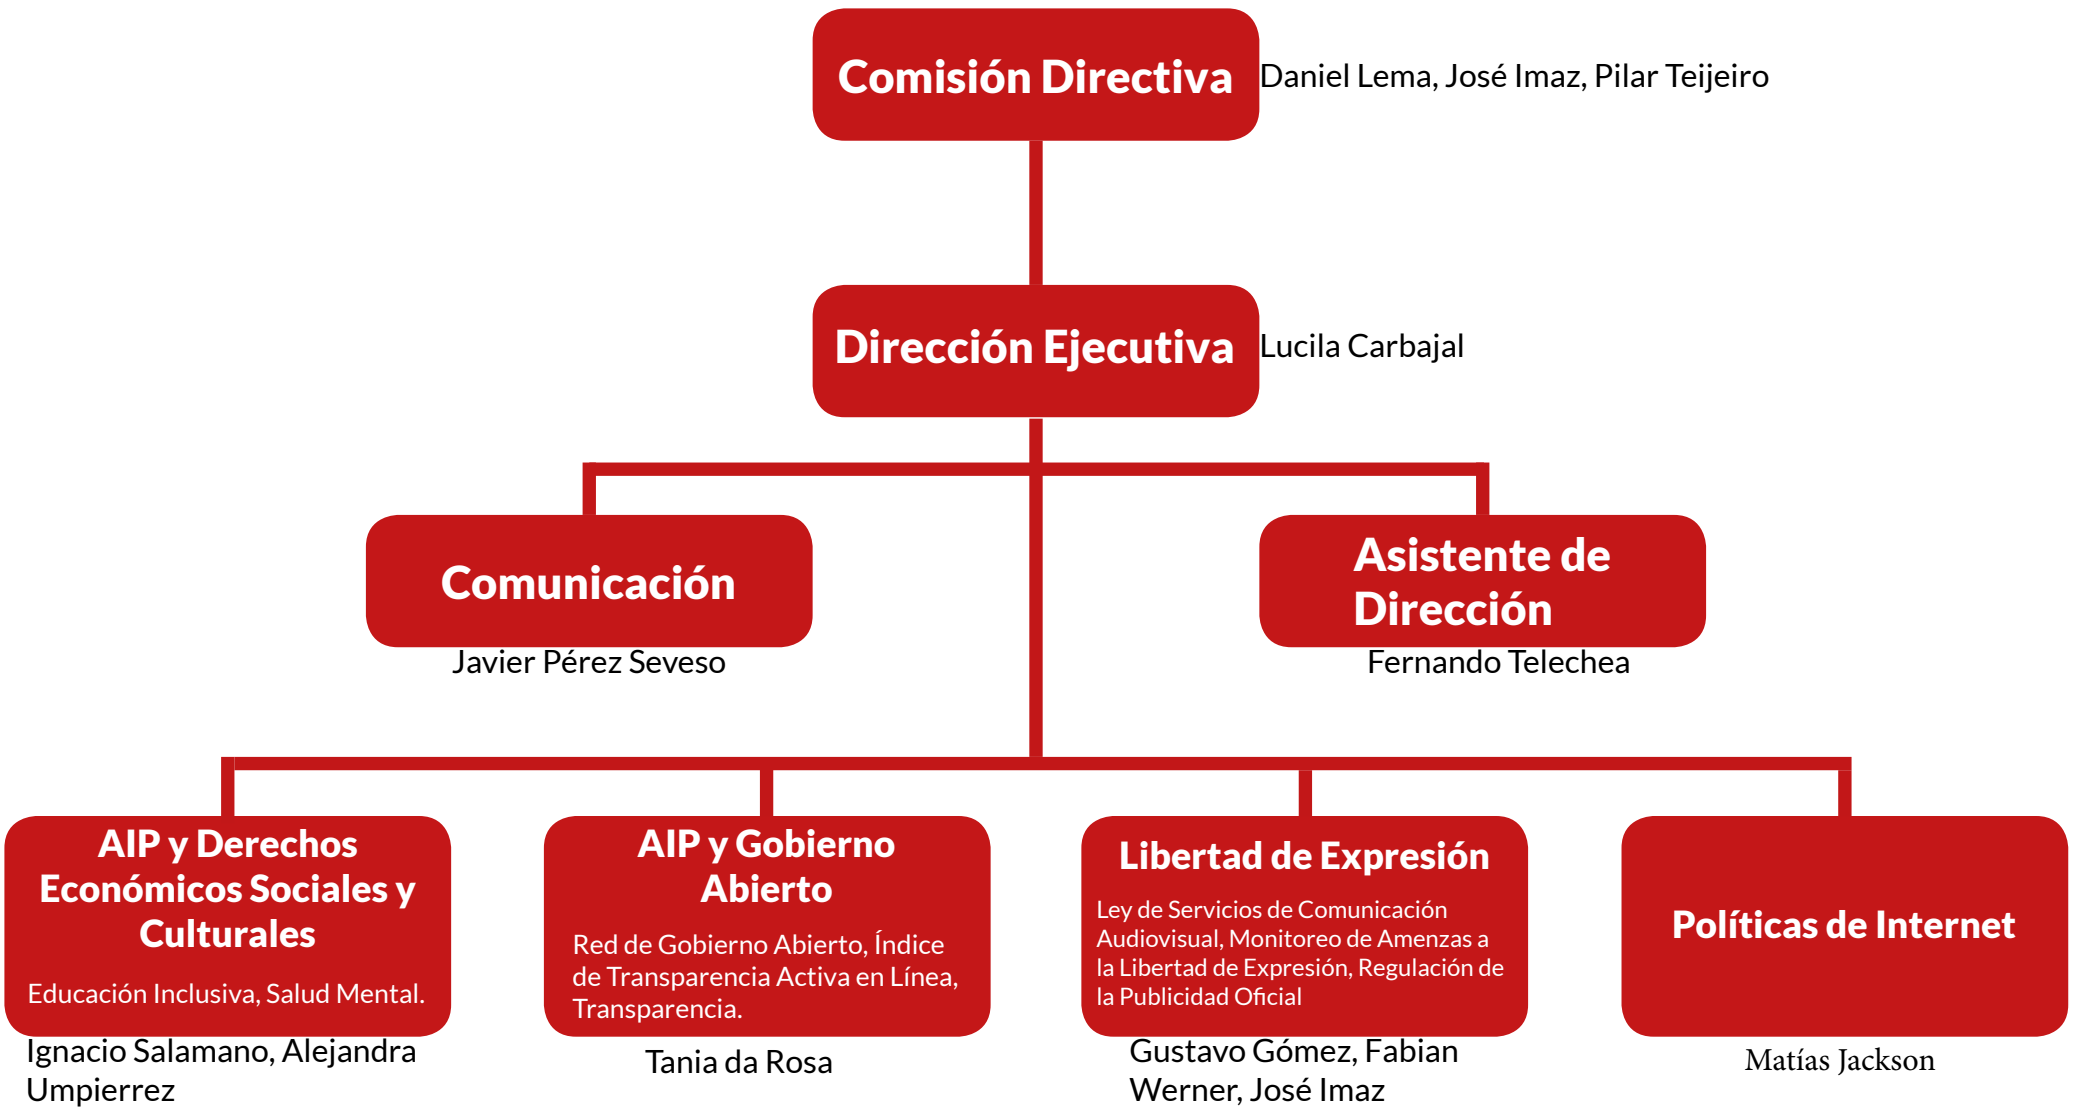 Comisión Directiva
Daniel Lema, José Imaz, Pilar Teijeiro
Dirección Ejecutiva
Lucila Carbajal
Comunicación
Javier Pérez Seveso
Asistente de
Dirección
Fernando Telechea
AIP y Derechos
Económicos Sociales y
Culturales
Educación Inclusiva, Salud Mental.
Ignacio Salamano, Alejandra
Umpierrez
AIP y Gobierno
Abierto
Red de Gobierno Abierto, Índice
de Transparencia Activa en Línea,
Transparencia.
Tania da Rosa
Libertad de Expresión
Ley de Servicios de Comunicación
Audiovisual, Monitoreo de Amenzas a
la Libertad de Expresión, Regulación de
la Publicidad Oficial
Gustavo Gómez, Fabian
Werner, José Imaz
Políticas de Internet
Matías Jackson